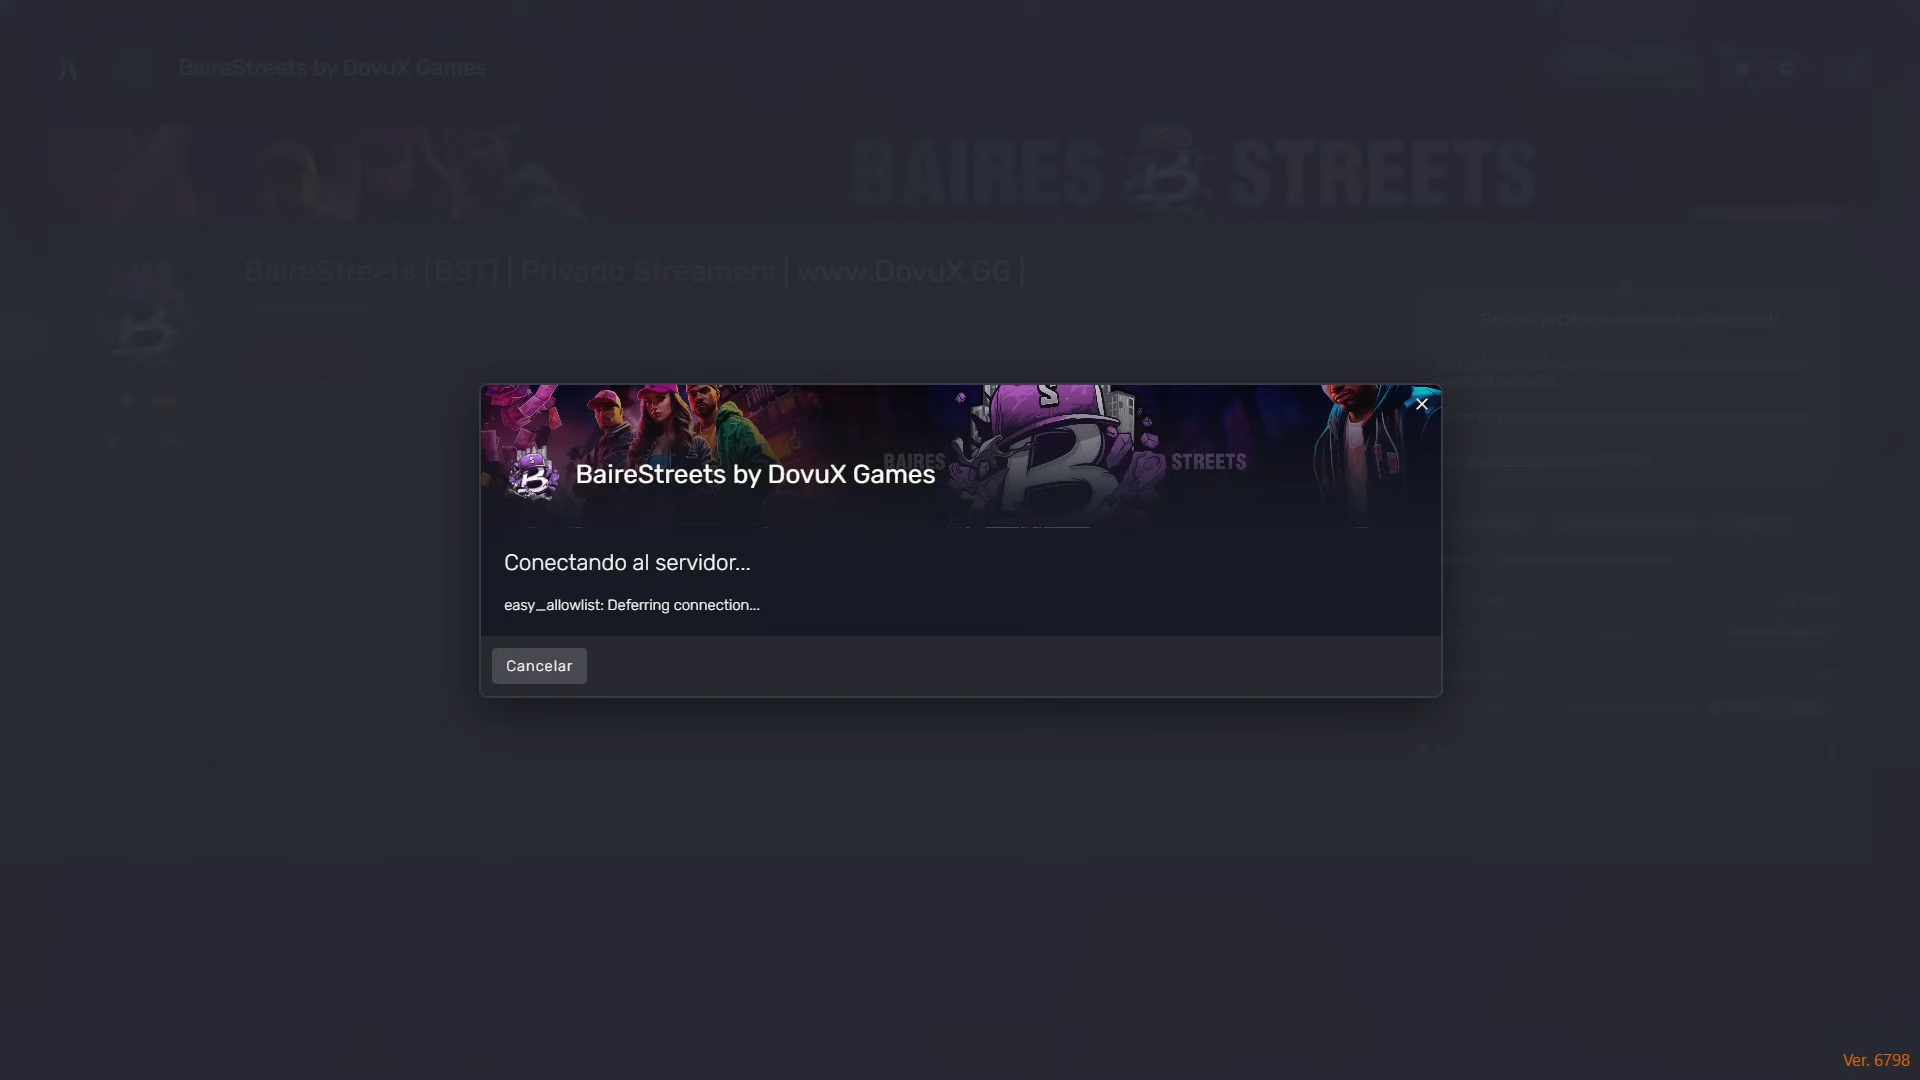 BaireStreets by DovuX Games
BAIRES STREETS
BaireStreets (BST) | Privado Streamers | www.DovuX.GG |
BAIRES STREETS
BaireStreets by DovuX Games
Conectando al servidor...
easy_allowlist: Deferring connection...
Cancelar
Ver. 6798